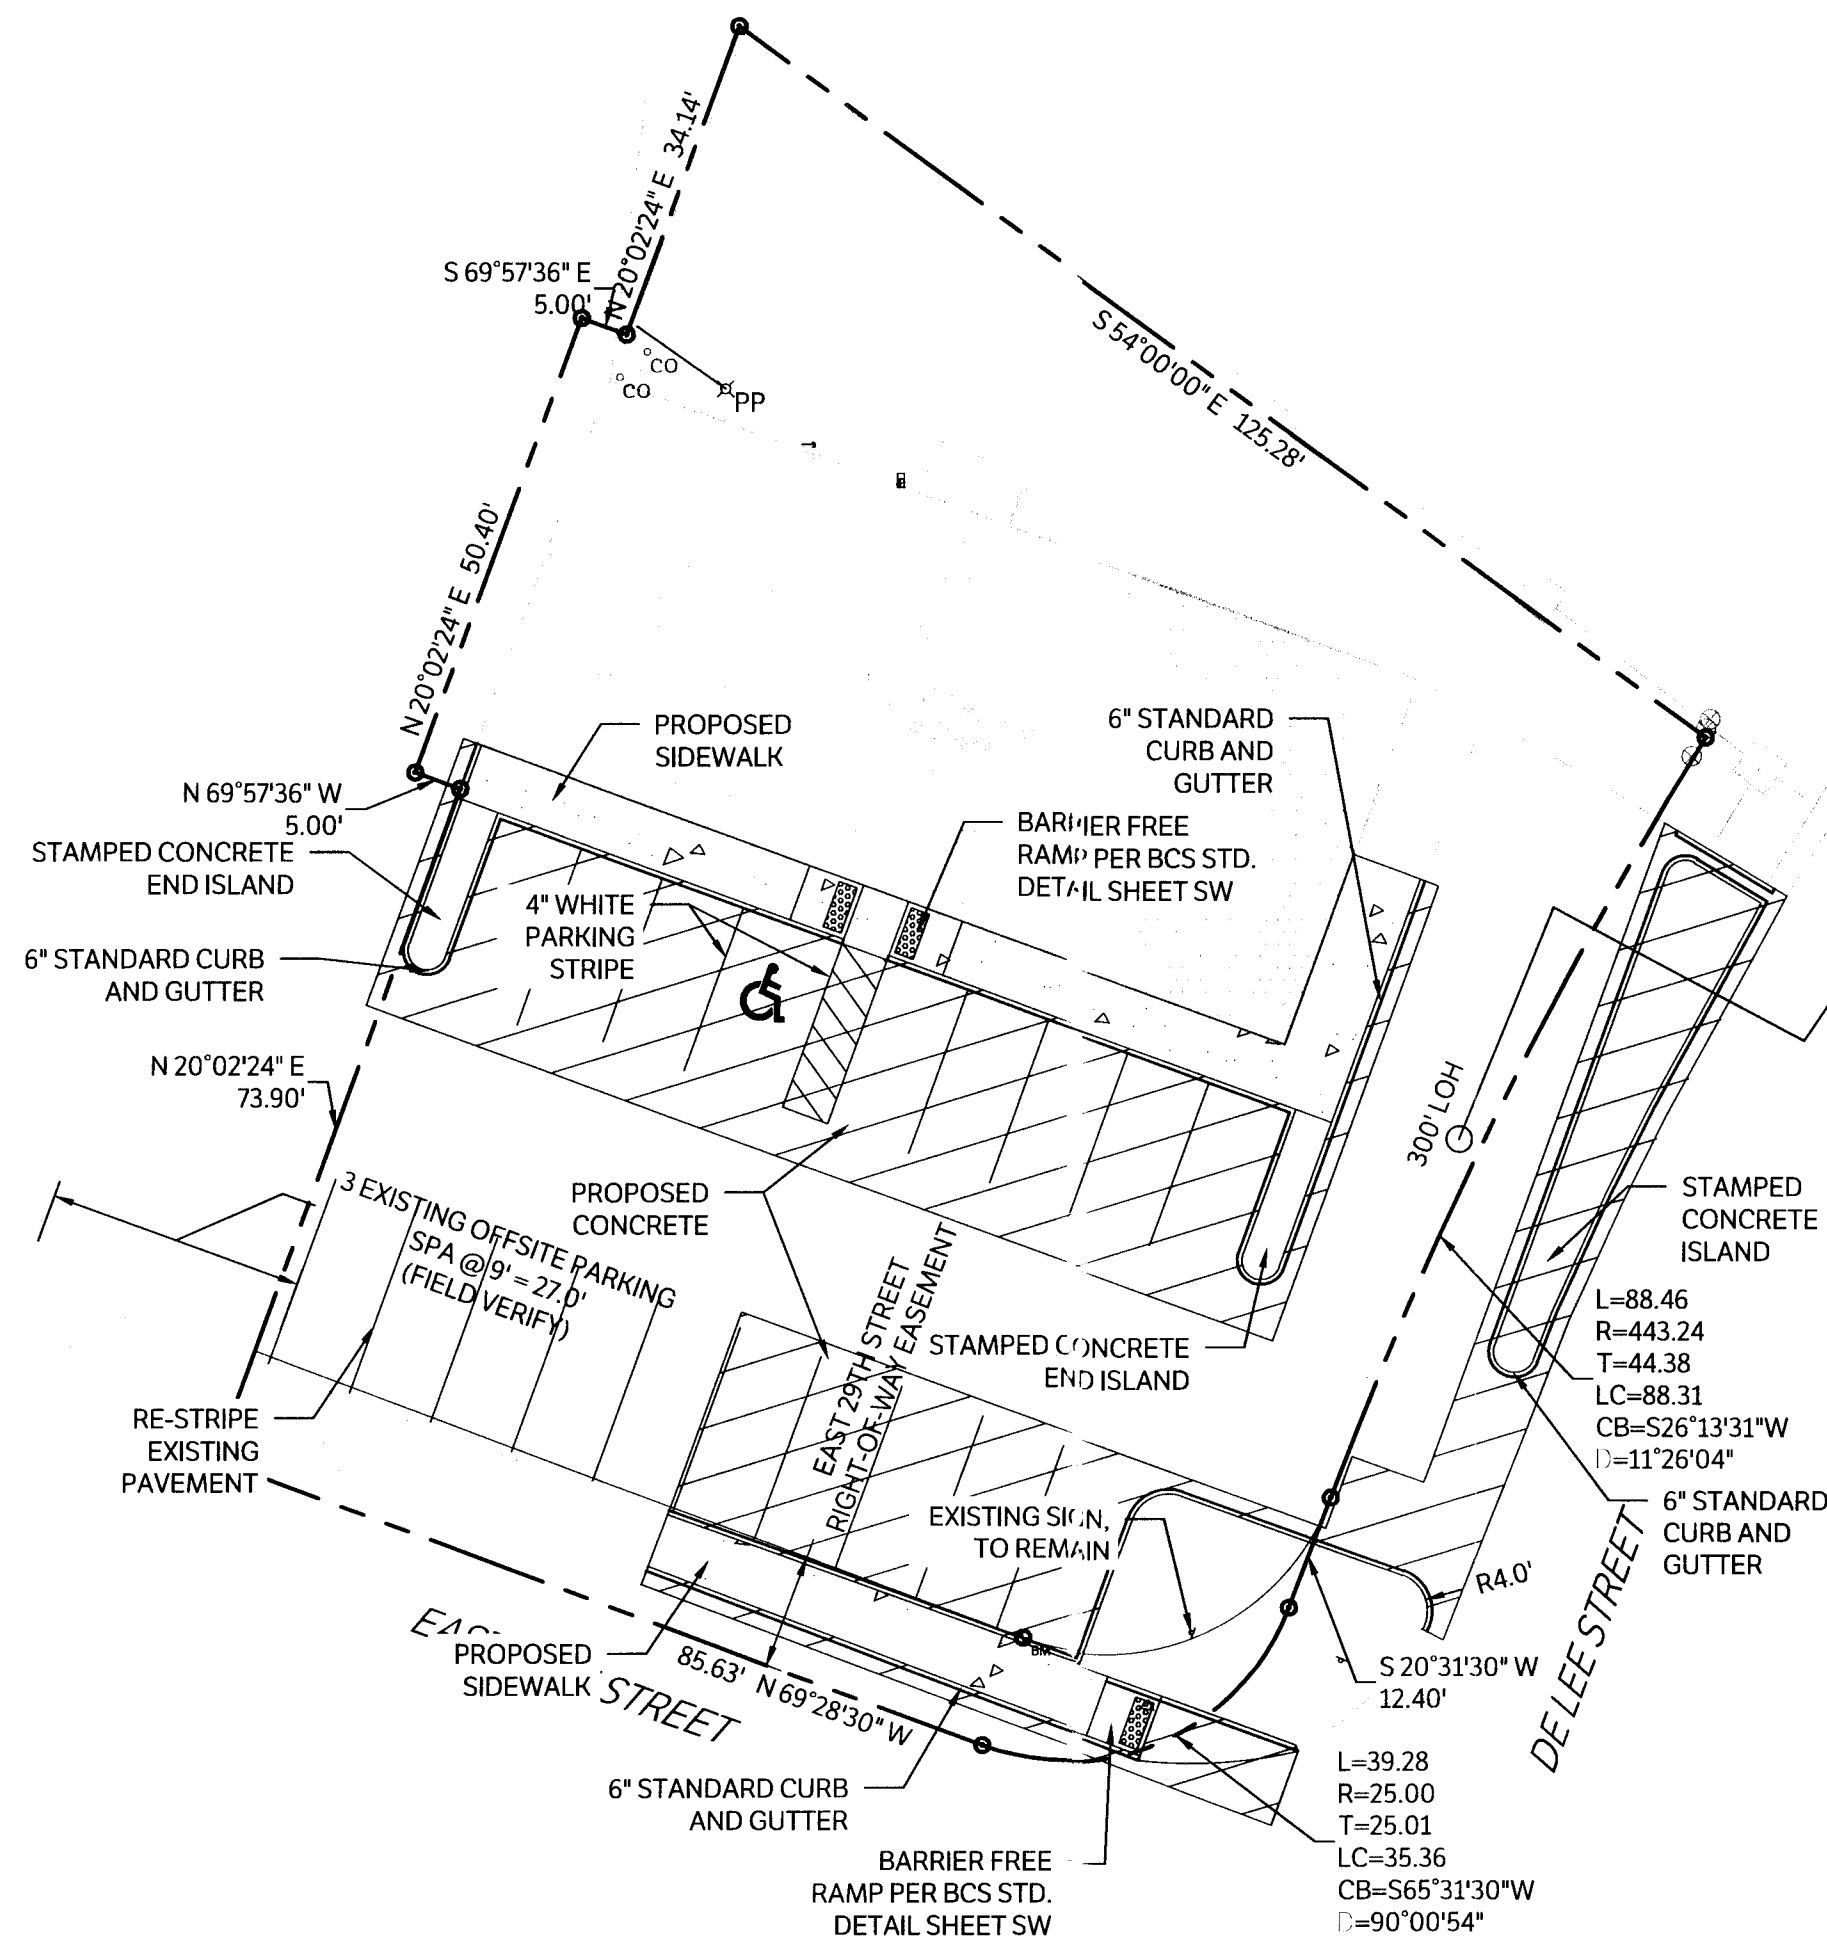 N 20°02'24" E 34.14'
S 69°57'36" E
5.00'
°CO
°CO
PP
S 54°00'00" E 125.28'
N 20°02'24" E 50.40'
PROPOSED
SIDEWALK
6" STANDARD
CURB AND
GUTTER
N 69°57'36" W
5.00'
BARRIER FREE
RAMP PER BCS STD.
DETAIL SHEET SW
STAMPED CONCRETE
END ISLAND
4" WHITE
PARKING
STRIPE
6" STANDARD CURB
AND GUTTER
N 20°02'24" E
73.90'
300' LOH
3 EXISTING OFFSITE PARKING
SPA @ 9' = 27.0'
(FIELD VERIFY)
PROPOSED
CONCRETE
STAMPED
CONCRETE
ISLAND
EAST 29TH STREET
RIGHT-OF-WAY EASEMENT
STAMPED CONCRETE
END ISLAND
L=88.46
R=443.24
T=44.38
LC=88.31
CB=S26°13'31"W
D=11°26'04"
RE-STRIPE
EXISTING
PAVEMENT
EXISTING SIGN,
TO REMAIN
6" STANDARD
CURB AND
GUTTER
R4.0'
DE LEE STREET
STREET
PROPOSED
SIDEWALK
BM
85.63' N 69°28'30" W
S 20°31'30" W
12.40'
6" STANDARD CURB
AND GUTTER
L=39.28
R=25.00
T=25.01
LC=35.36
CB=S65°31'30"W
D=90°00'54"
BARRIER FREE
RAMP PER BCS STD.
DETAIL SHEET SW